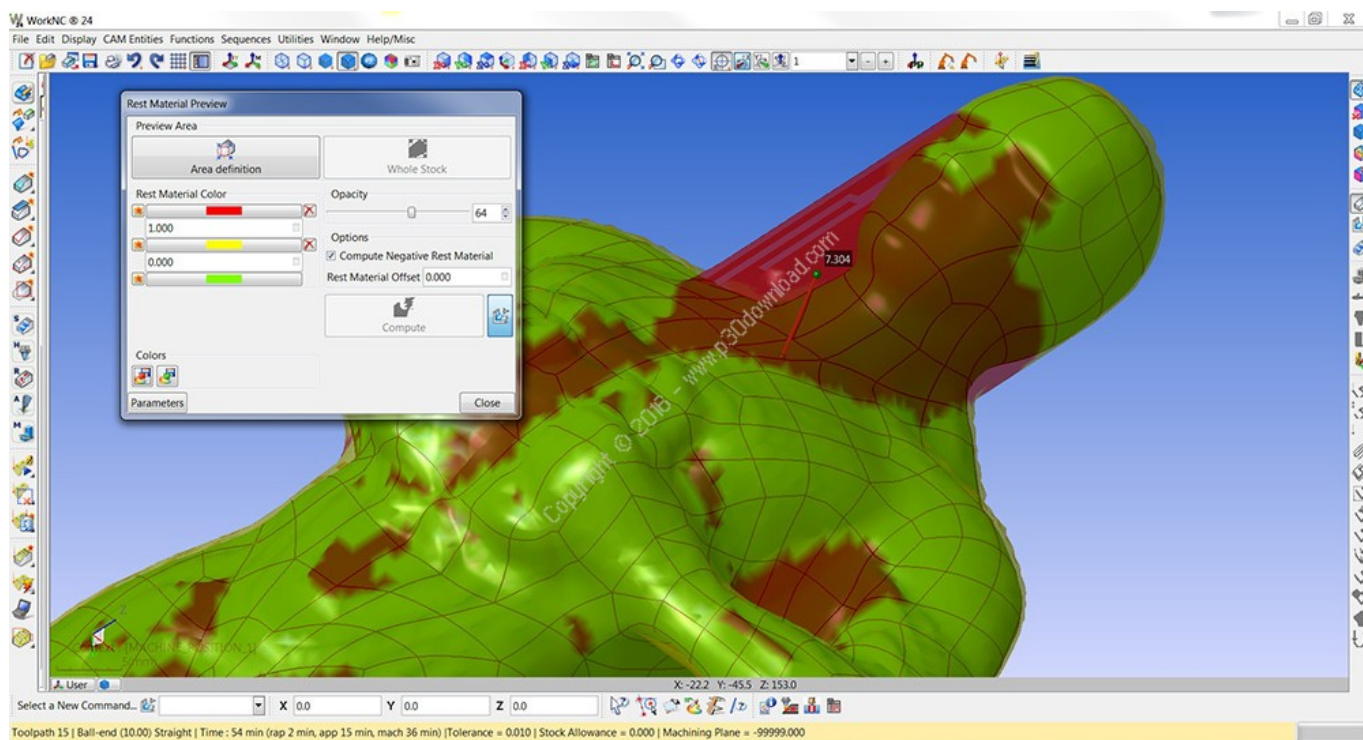 WorkNC ® 24
File Edit Display CAM Entities Functions Sequences Utilities Window Help/Misc
1
Rest Material Preview
Preview Area
Area definition
Whole Stock
Rest Material Color
Opacity
64
1.000
Options
Compute Negative Rest Material
0.000
Rest Material Offset 0.000
Compute
Colors
Parameters
Close
7.304
Copyright © 2016 - www.p30download.com
Z
[MACHINE_POSITION_1]
50mm
User
X: -22.2 Y: -45.5 Z: 153.0
Select a New Command... X 0.0 Y 0.0 Z 0.0
Toolpath 15 | Ball-end (10.00) Straight | Time : 54 min (rap 2 min, app 15 min, mach 36 min) |Tolerance = 0.010 | Stock Allowance = 0.000 | Machining Plane = -99999.000